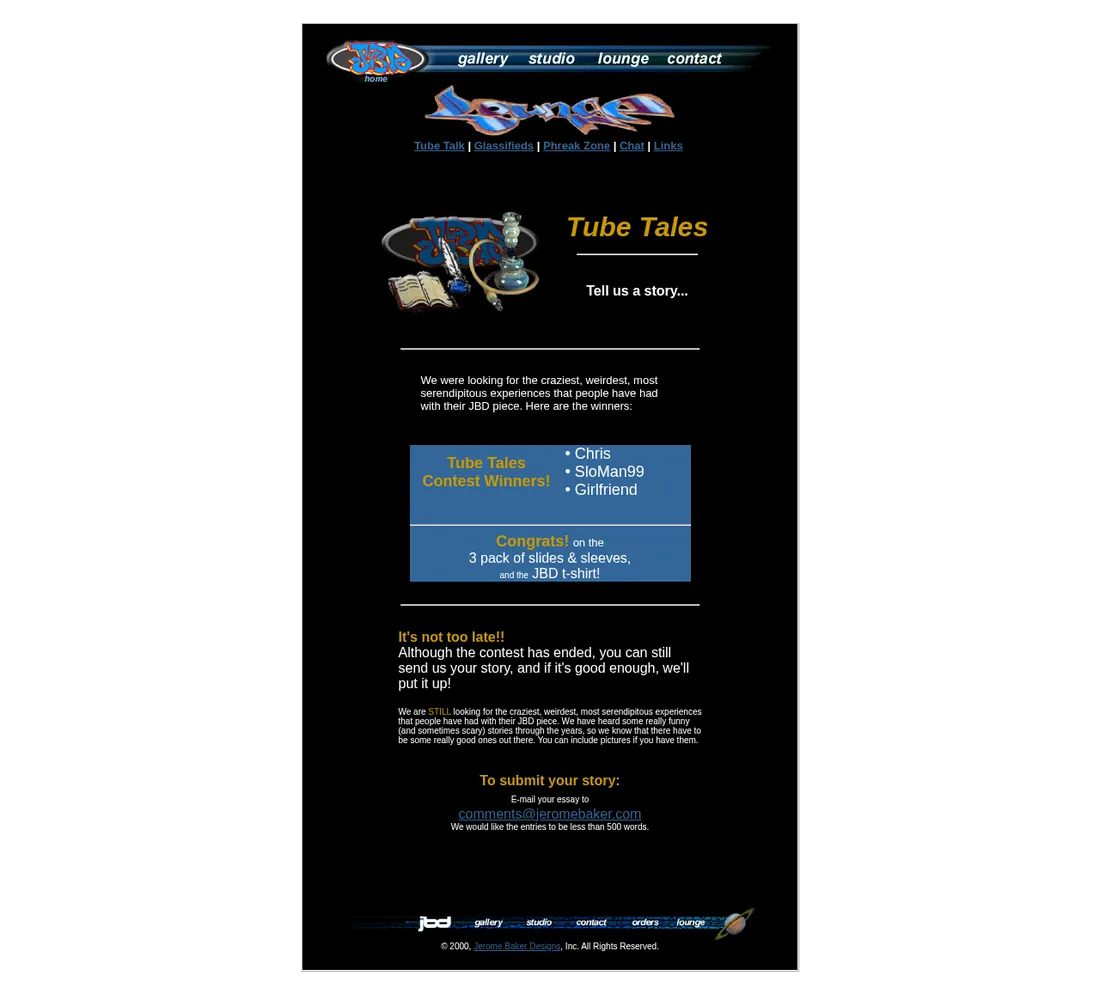 JBD
home
gallery studio lounge contact
Lounge
Tube Talk | Glassifieds | Phreak Zone | Chat | Links
JBD
Tube Tales
Tell us a story...
We were looking for the craziest, weirdest, most
serendipitous experiences that people have had
with their JBD piece. Here are the winners:
Tube Tales
Contest Winners!
• Chris
• SloMan99
• Girlfriend
Congrats! on the
3 pack of slides & sleeves,
and the JBD t-shirt!
It's not too late!!
Although the contest has ended, you can still
send us your story, and if it's good enough, we'll
put it up!
We are STILL looking for the craziest, weirdest, most serendipitous experiences
that people have had with their JBD piece. We have heard some really funny
(and sometimes scary) stories through the years, so we know that there have to
be some really good ones out there. You can include pictures if you have them.
To submit your story:
E-mail your essay to
comments@jeromebaker.com
We would like the entries to be less than 500 words.
jbd gallery studio contact orders lounge
© 2000, Jerome Baker Designs, Inc. All Rights Reserved.